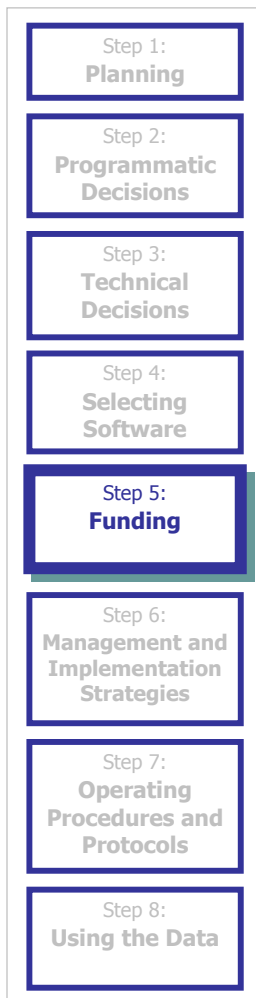 Step 1:
Planning
Step 2:
Programmatic
Decisions
Step 3:
Technical
Decisions
Step 4:
Selecting
Software
Step 5:
Funding
Step 6:
Management and
Implementation
Strategies
Step 7:
Operating
Procedures and
Protocols
Step 8:
Using the Data